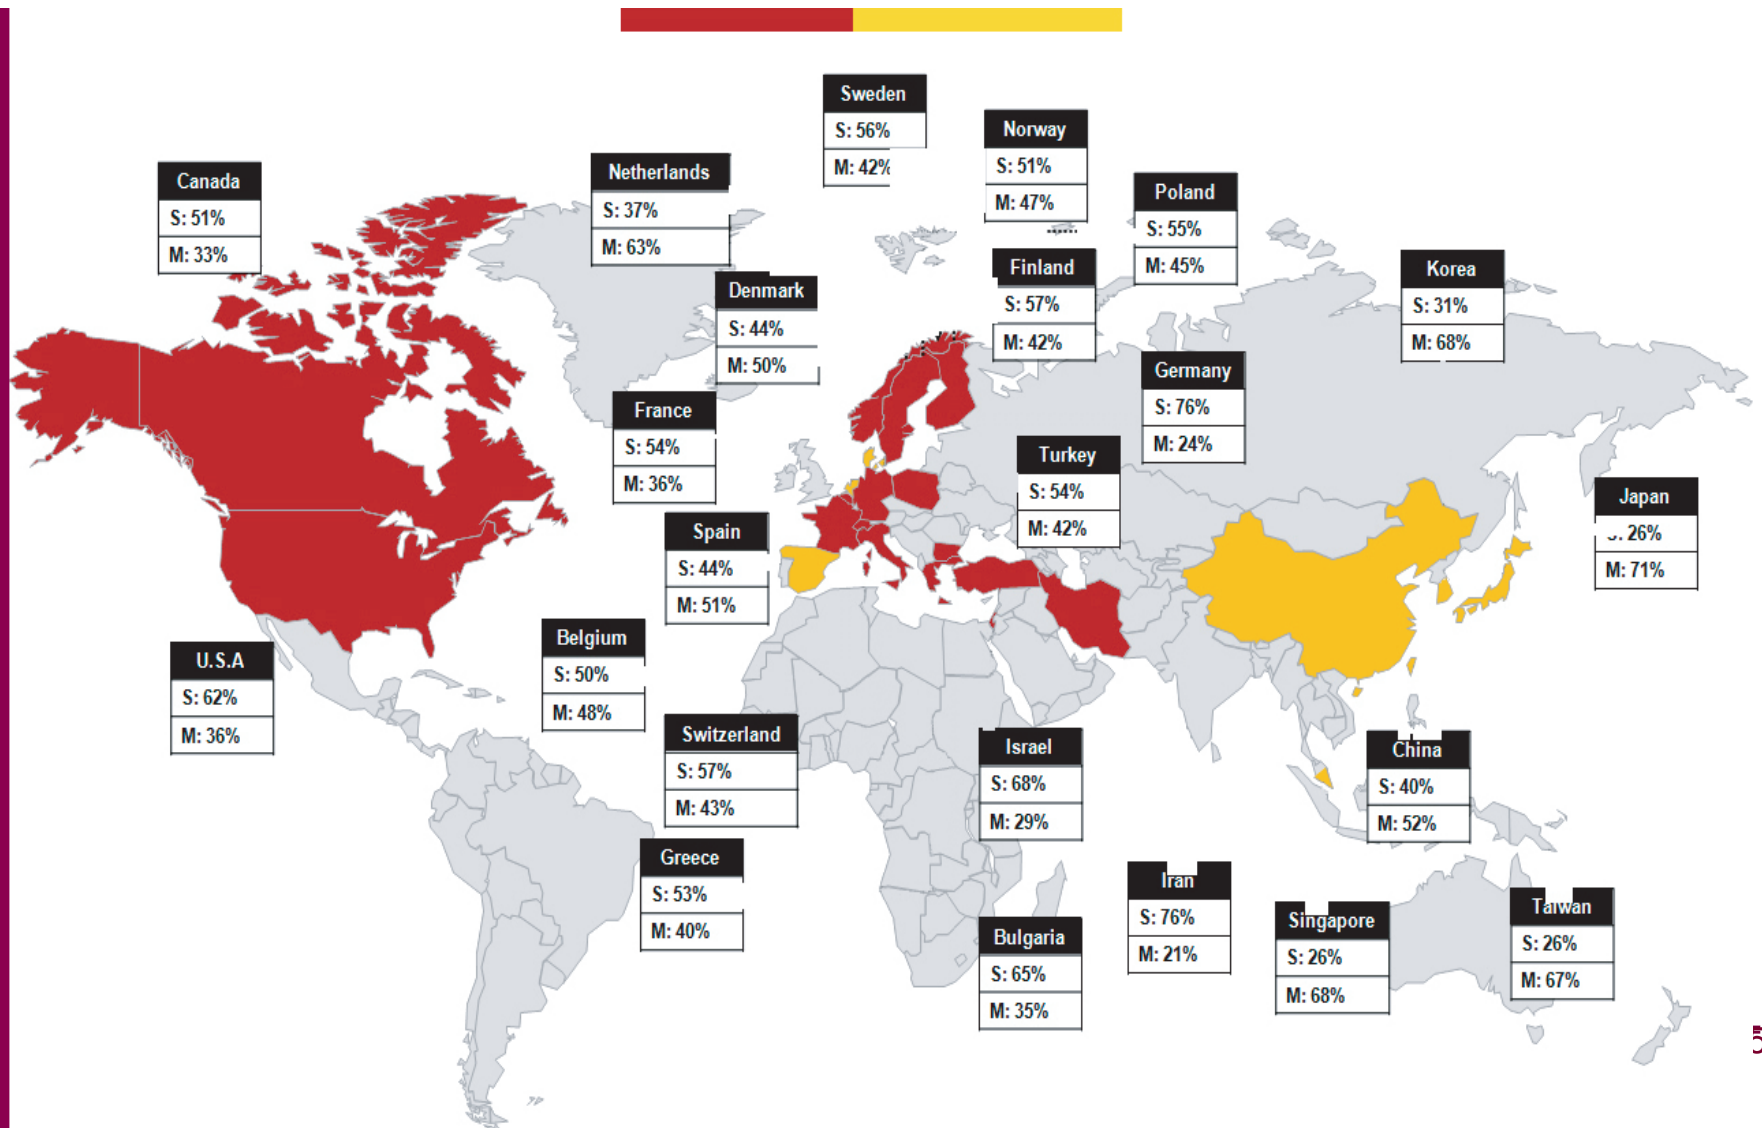 Sweden
S: 56%
M: 42%
Norway
S: 51%
M: 47%
Canada
S: 51%
M: 33%
Netherlands
S: 37%
M: 63%
Poland
S: 55%
M: 45%
Finland
S: 57%
M: 42%
Korea
S: 31%
M: 68%
Denmark
S: 44%
M: 50%
Germany
S: 76%
M: 24%
France
S: 54%
M: 36%
Turkey
S: 54%
M: 42%
Japan
26%
M: 71%
Spain
S: 44%
M: 51%
Belgium
S: 50%
M: 48%
U.S.A
S: 62%
M: 36%
Switzerland
S: 57%
M: 43%
Israel
S: 68%
M: 29%
China
S: 40%
M: 52%
Greece
S: 53%
M: 40%
Iran
S: 76%
M: 21%
Singapore
S: 26%
M: 68%
Taiwan
S: 26%
M: 67%
Bulgaria
S: 65%
M: 35%